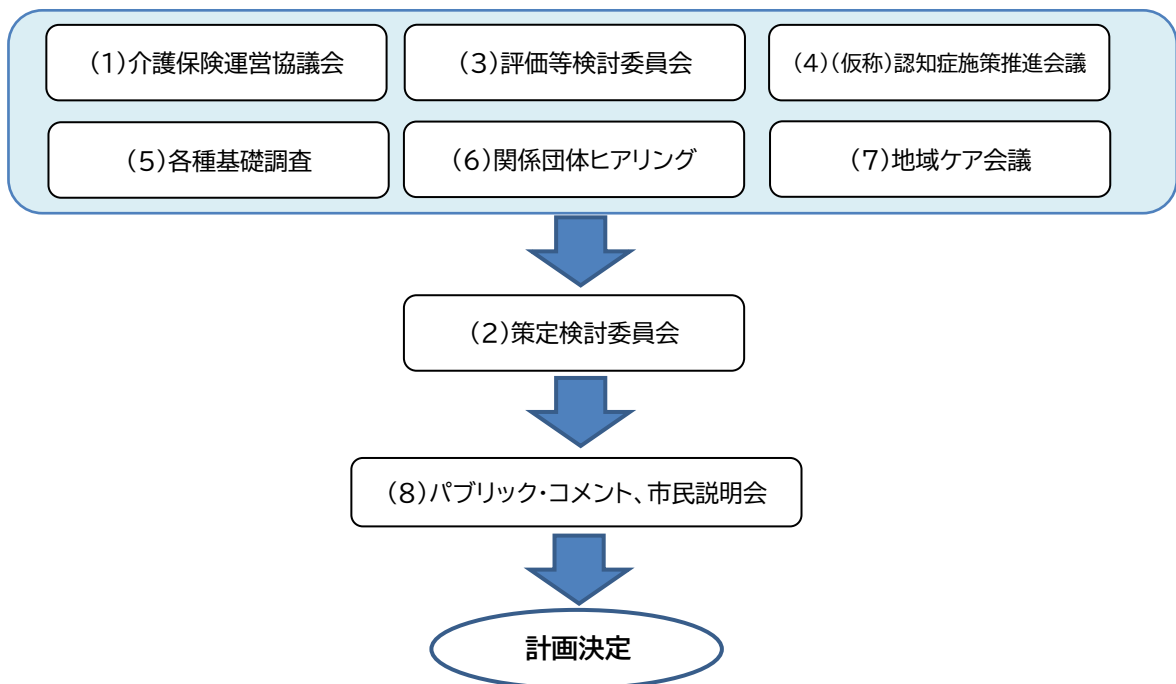 (1)介護保険運営協議会
(3)評価等検討委員会
(4)(仮称)認知症施策推進会議
(5)各種基礎調査
(6)関係団体ヒアリング
(7)地域ケア会議
(2)策定検討委員会
(8)パブリック・コメント、市民説明会
計画決定